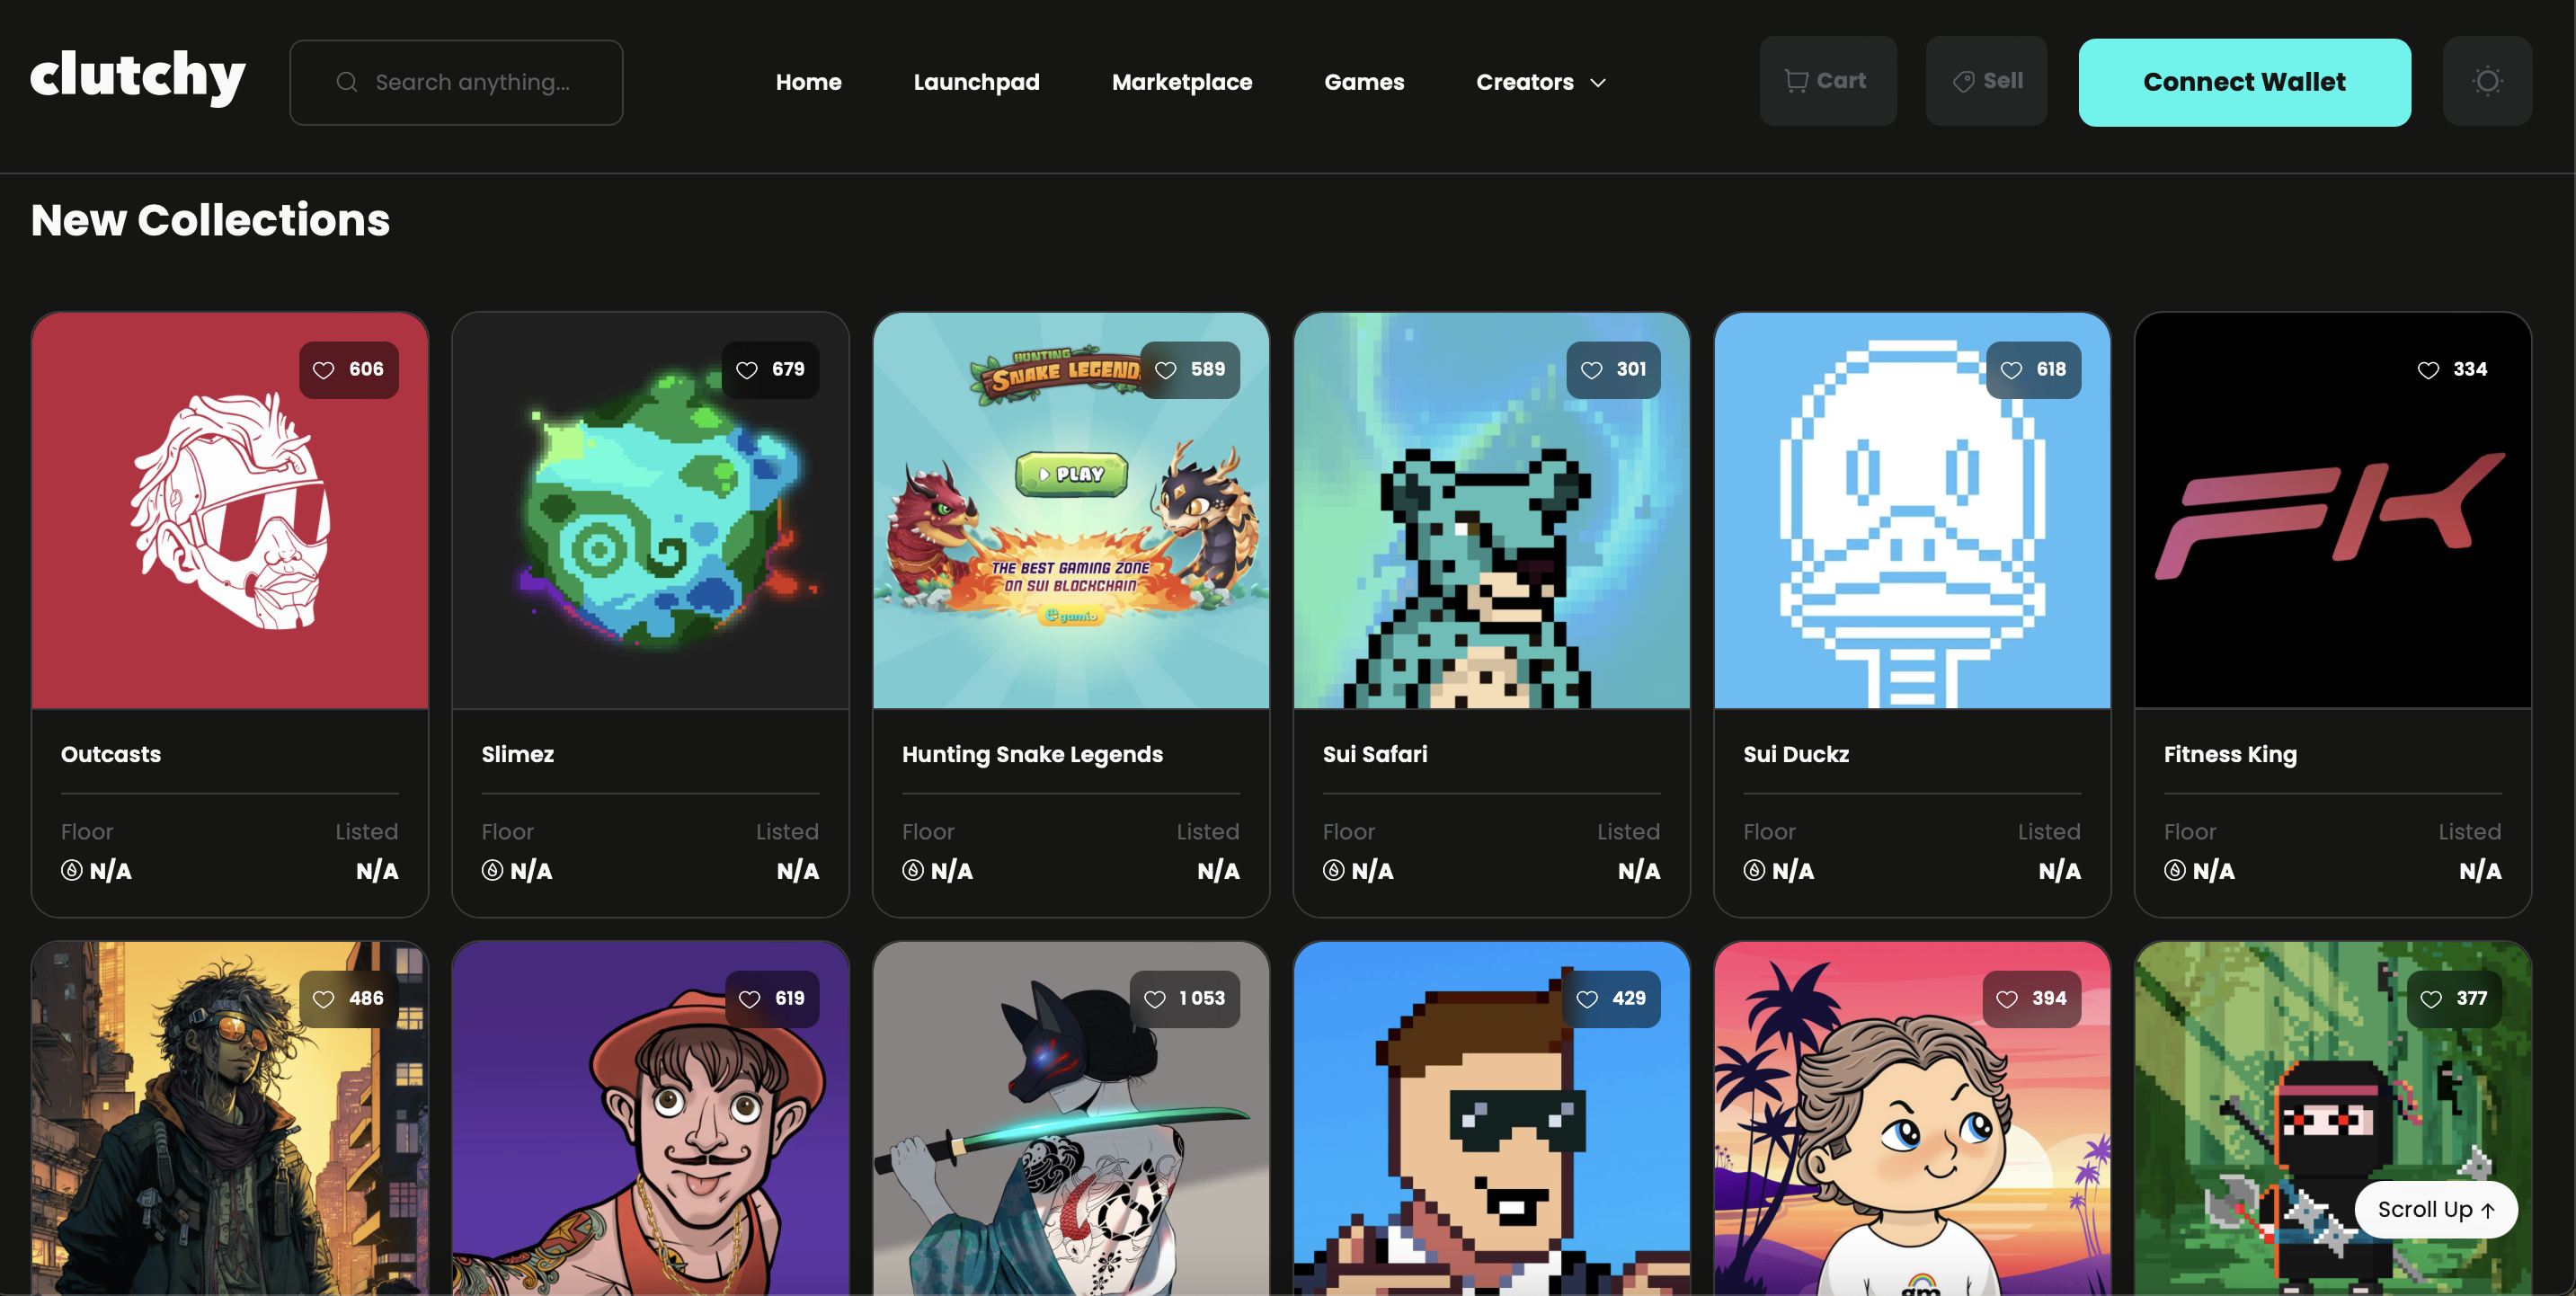 clutchy
Search anything...
Home
Launchpad
Marketplace
Games
Creators
Cart
Sell
Connect Wallet
New Collections
606
679
589
301
618
334
HUNTING
SNAKE LEGEND
PLAY
THE BEST GAMING ZONE
ON SUI BLOCKCHAIN
egamio
FK
Outcasts
Slimez
Hunting Snake Legends
Sui Safari
Sui Duckz
Fitness King
Floor Listed
N/A N/A
Floor Listed
N/A N/A
Floor Listed
N/A N/A
Floor Listed
N/A N/A
Floor Listed
N/A N/A
Floor Listed
N/A N/A
486
619
1 053
429
394
377
gm
Scroll Up ↑